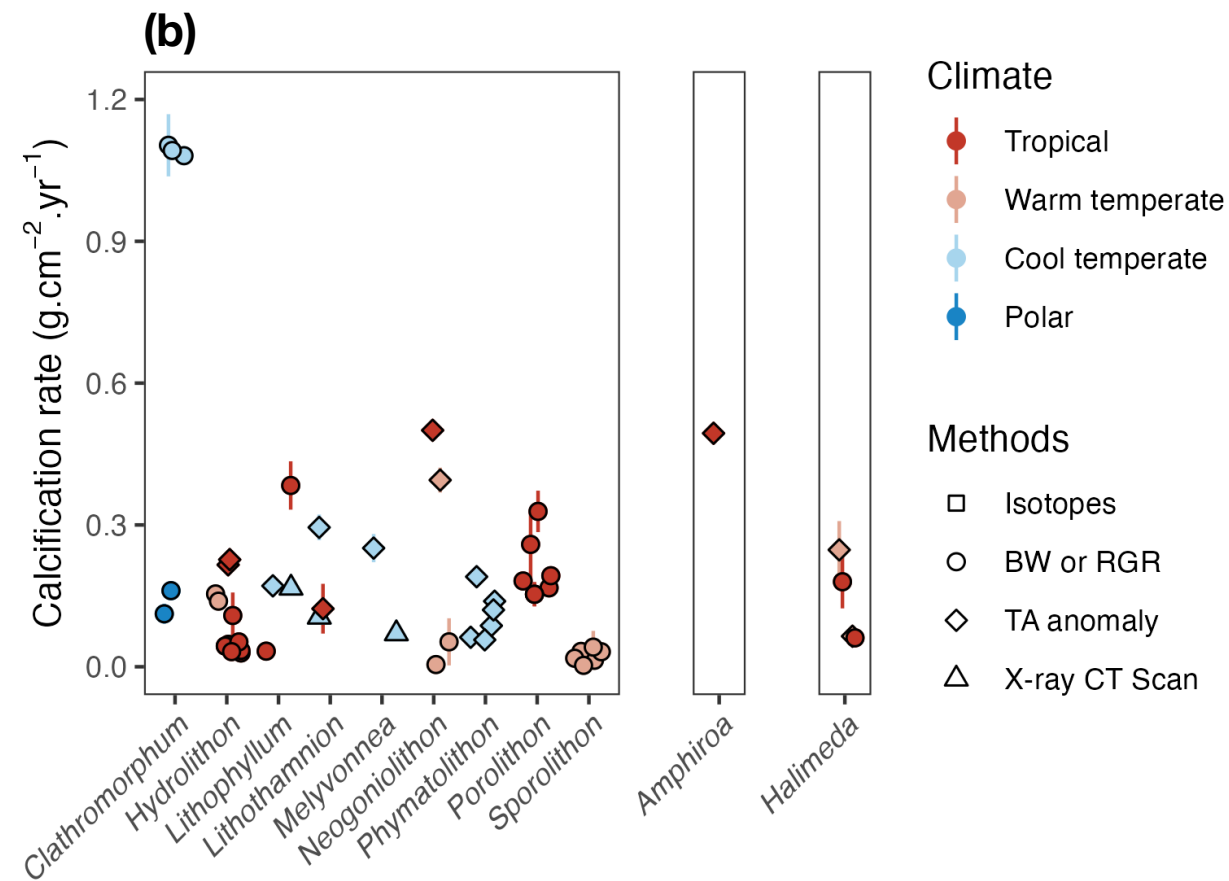 (b)
Calcification rate (g.cm⁻².yr⁻¹)
1.2
0.9
0.6
0.3
0.0
Clathromorphum
Hydrolithon
Lithophyllum
Lithothamnion
Melyvonnea
Neogoniolithon
Phymatolithon
Porolithon
Sporolithon
Amphiroa
Halimeda
Climate
Tropical
Warm temperate
Cool temperate
Polar
Methods
Isotopes
BW or RGR
TA anomaly
X-ray CT Scan